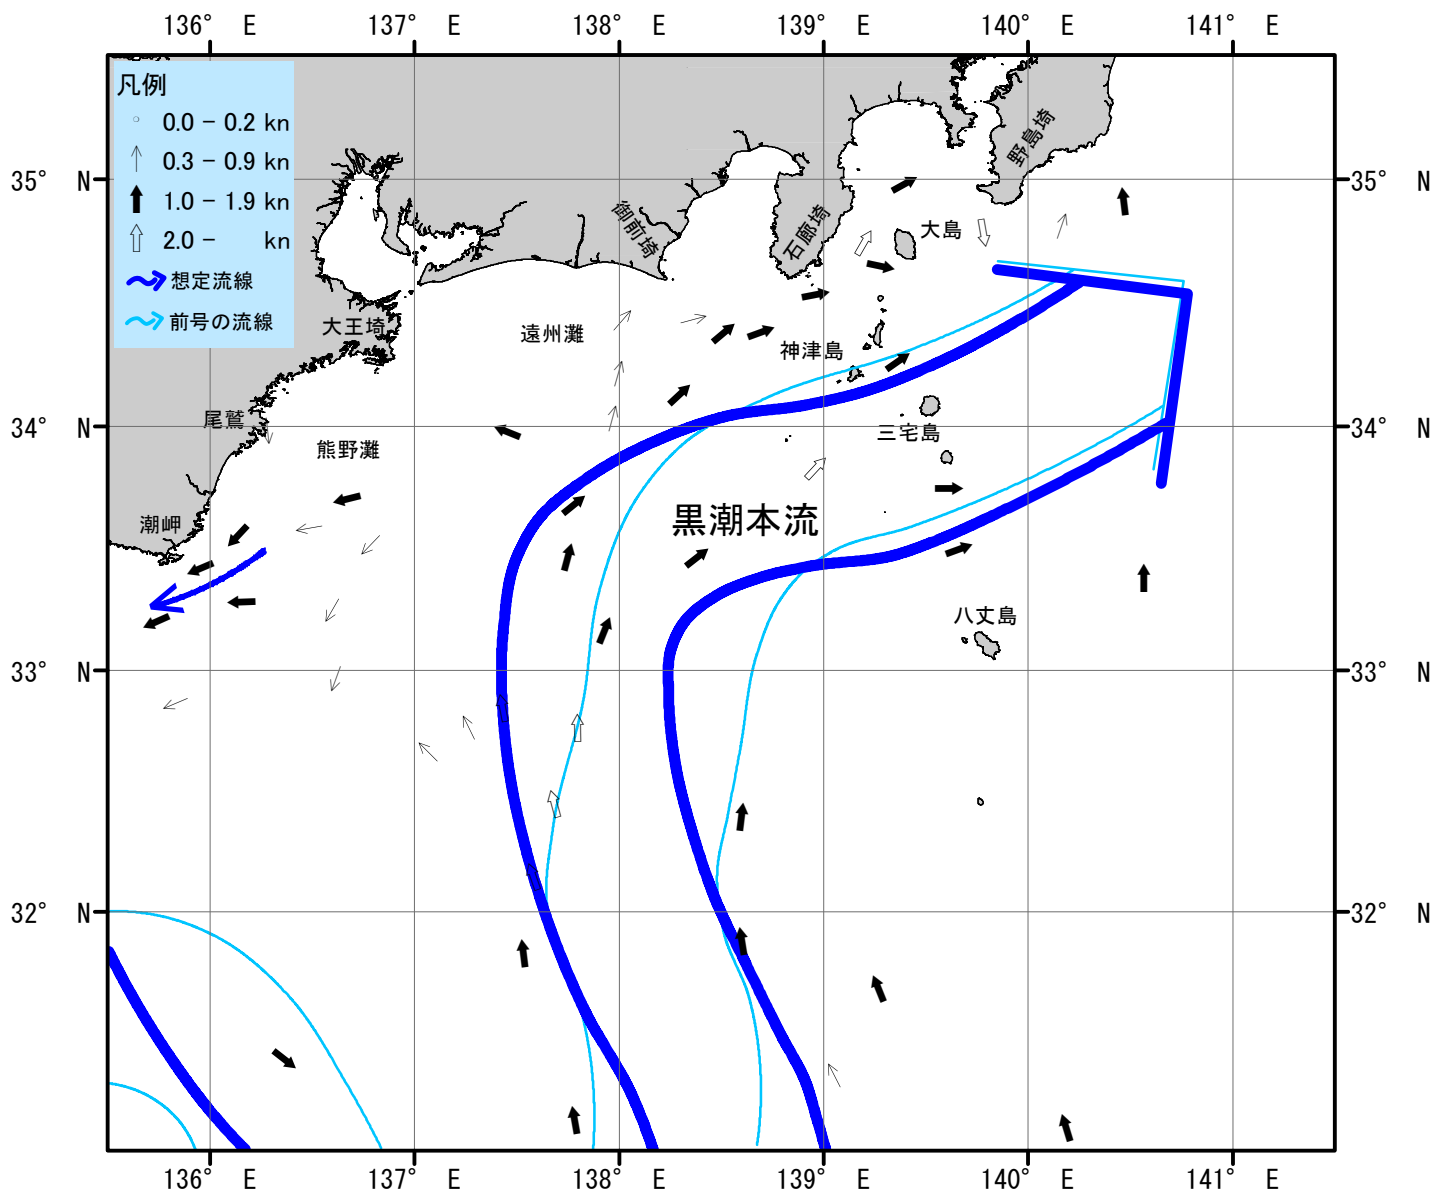 136° E 137° E 138° E 139° E 140° E 141° E
凡例
0.0 - 0.2 kn
0.3 - 0.9 kn
1.0 - 1.9 kn
2.0 - kn
想定流線
前号の流線
野島埼
35° N 35° N
御前埼
石廊埼
大島
大王埼
遠州灘
神津島
尾鷲
34° N 34° N
三宅島
熊野灘
潮岬
黒潮本流
八丈島
33° N 33° N
32° N 32° N
136° E 137° E 138° E 139° E 140° E 141° E